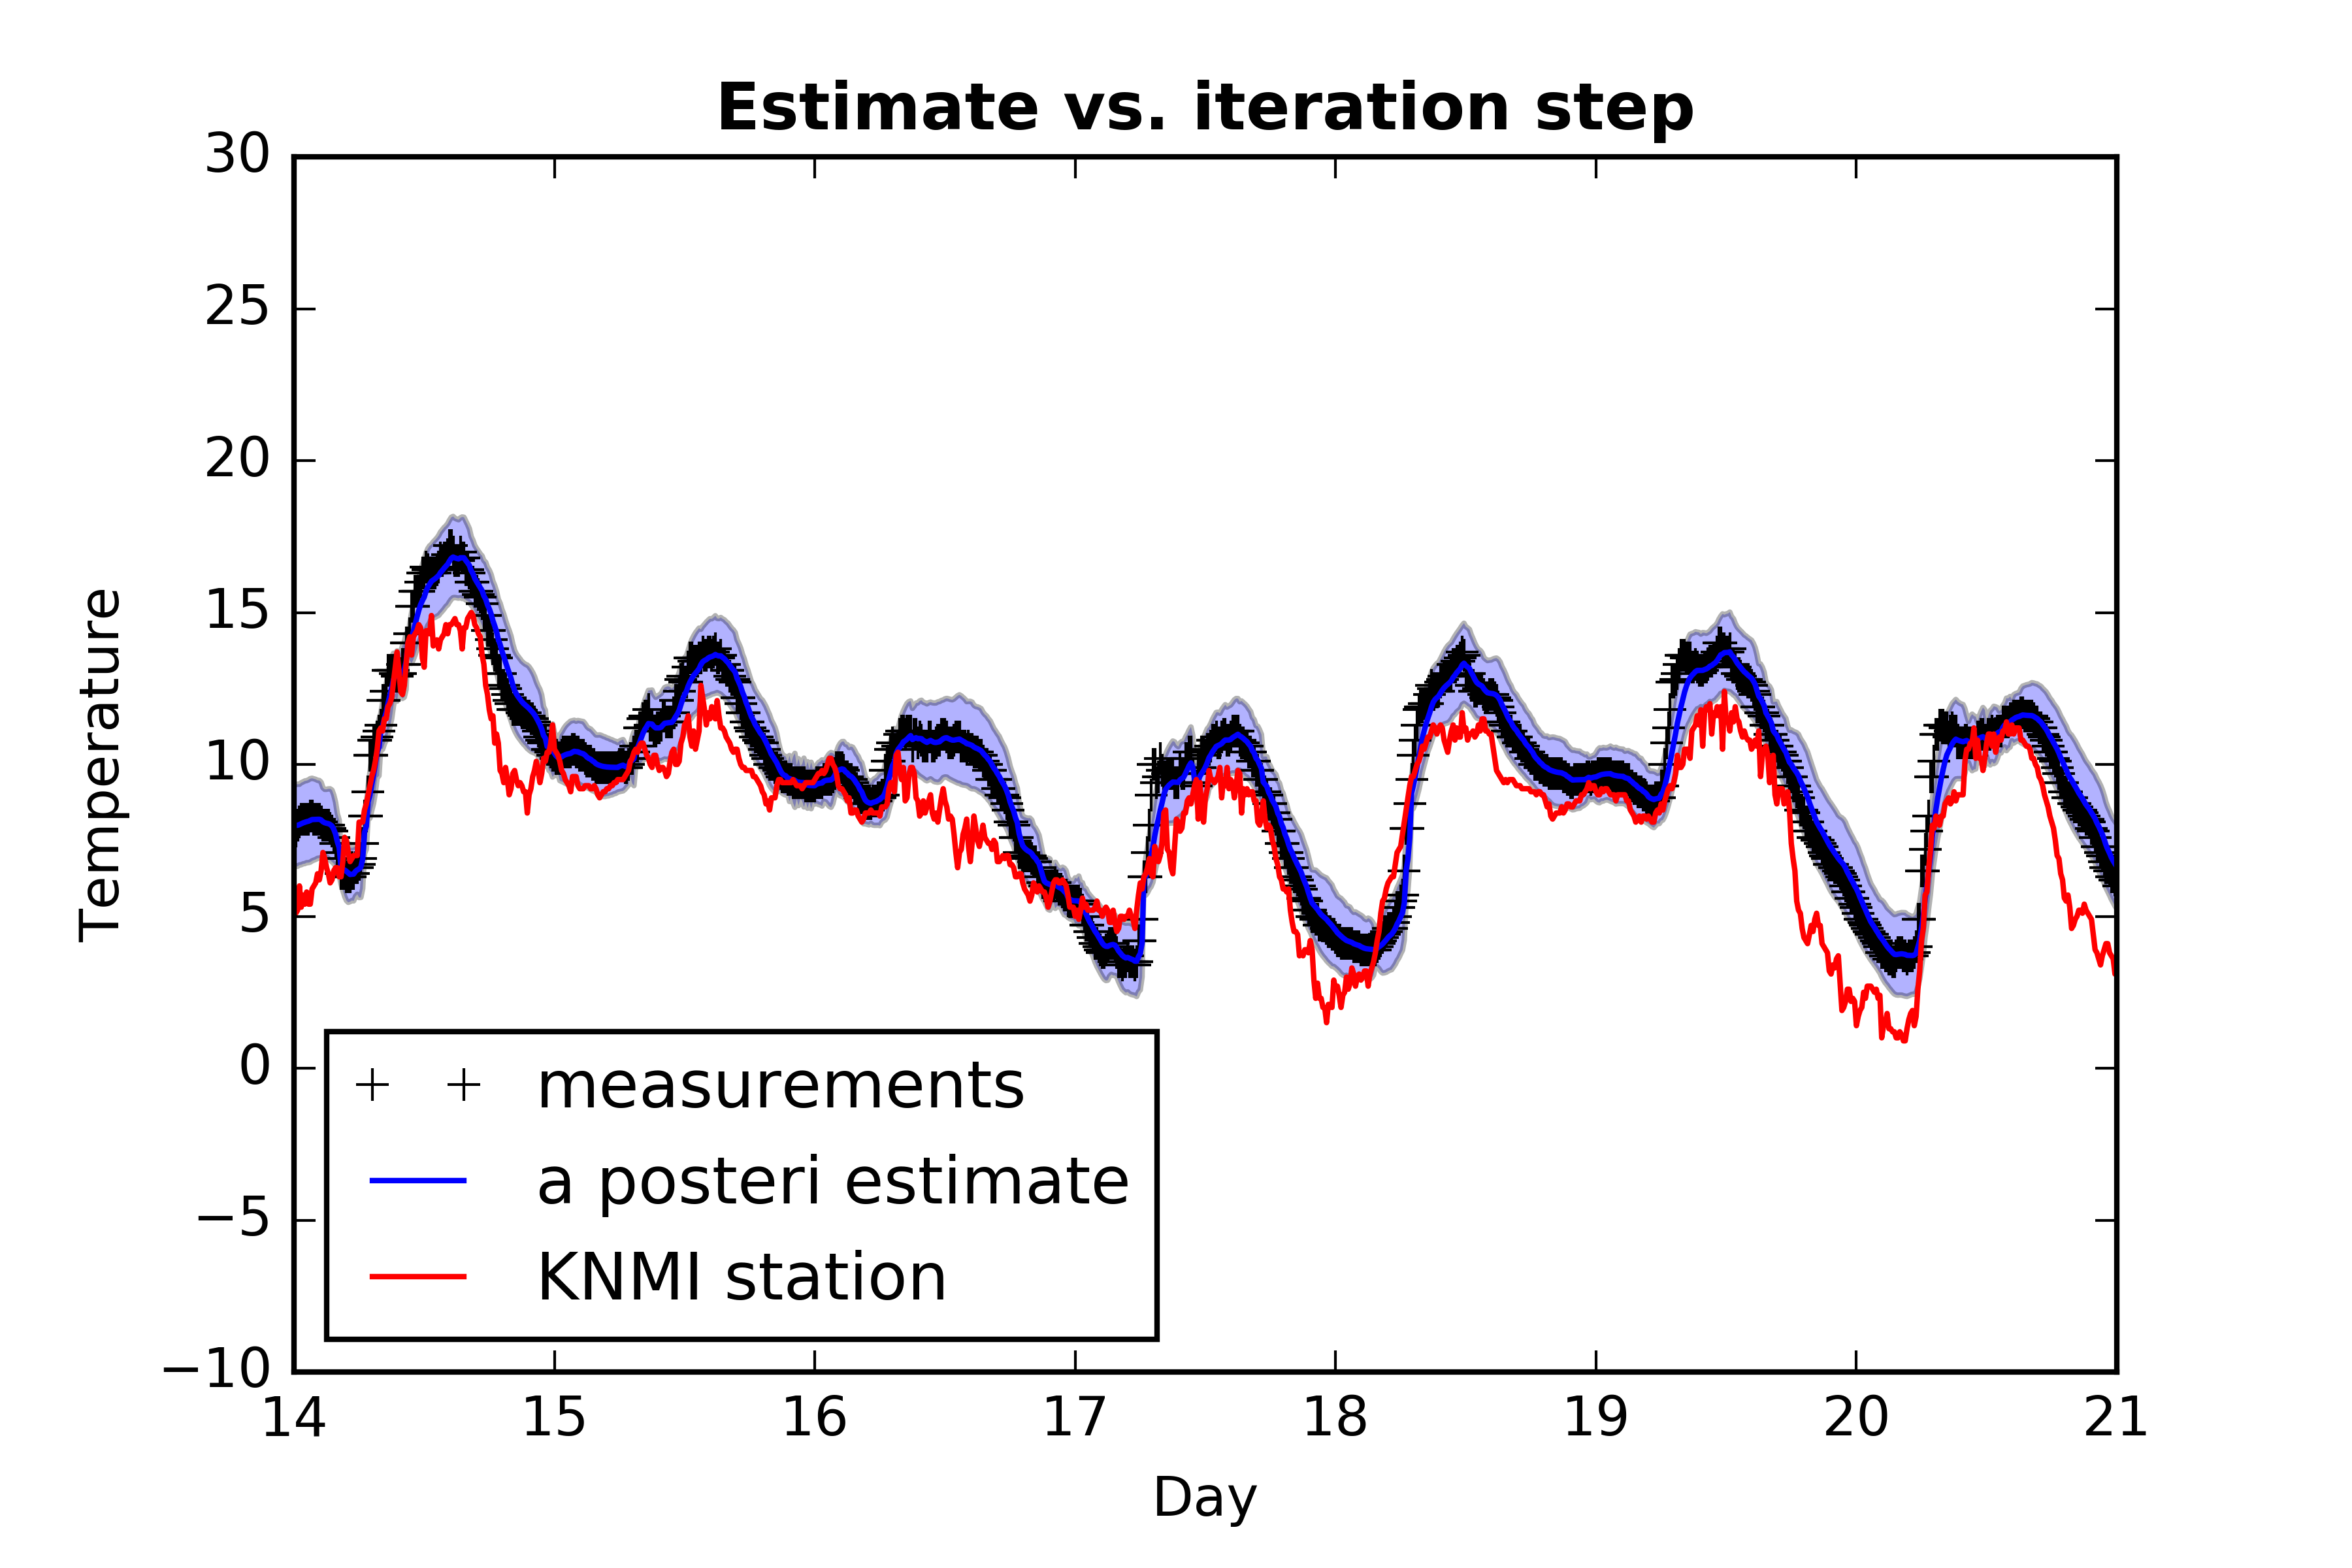 Estimate vs. iteration step
30
25
20
15
10
5
0
−5
−10
Temperature
measurements
a posteri estimate
KNMI station
14 15 16 17 18 19 20 21
Day